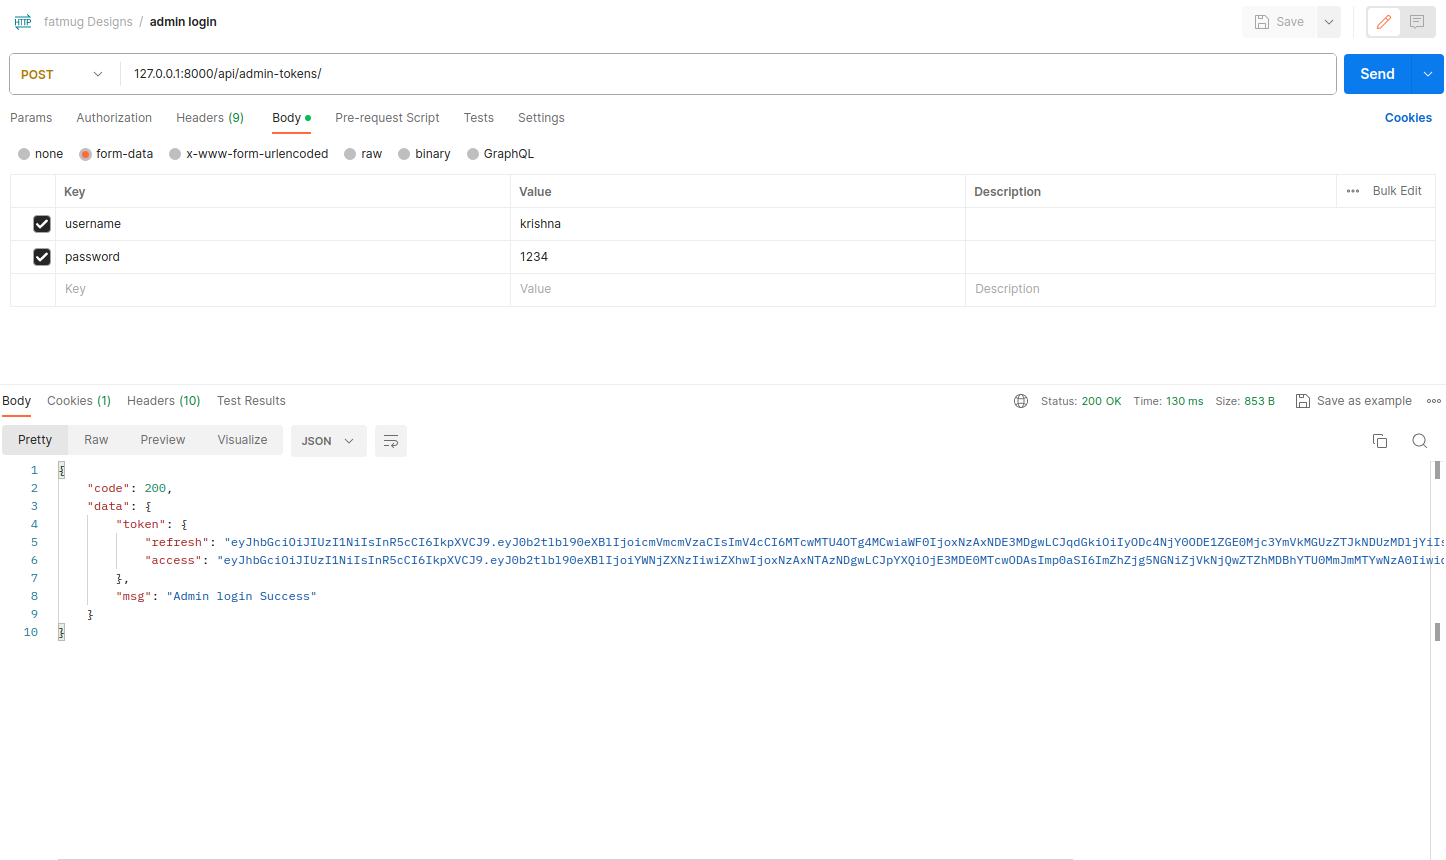 HTTP fatmug Designs / admin login Save
POST 127.0.0.1:8000/api/admin-tokens/ Send
Params Authorization Headers (9) Body Pre-request Script Tests Settings Cookies
none form-data x-www-form-urlencoded raw binary GraphQL
Key Value Description Bulk Edit
username krishna
password 1234
Key Value Description
Body Cookies (1) Headers (10) Test Results Status: 200 OK Time: 130 ms Size: 853 B Save as example
Pretty Raw Preview Visualize JSON
1 {
2 "code": 200,
3 "data": {
4 "token": {
5 "refresh":
6 "access":
7 },
8 "msg": "Admin login Success"
9 }
10 }